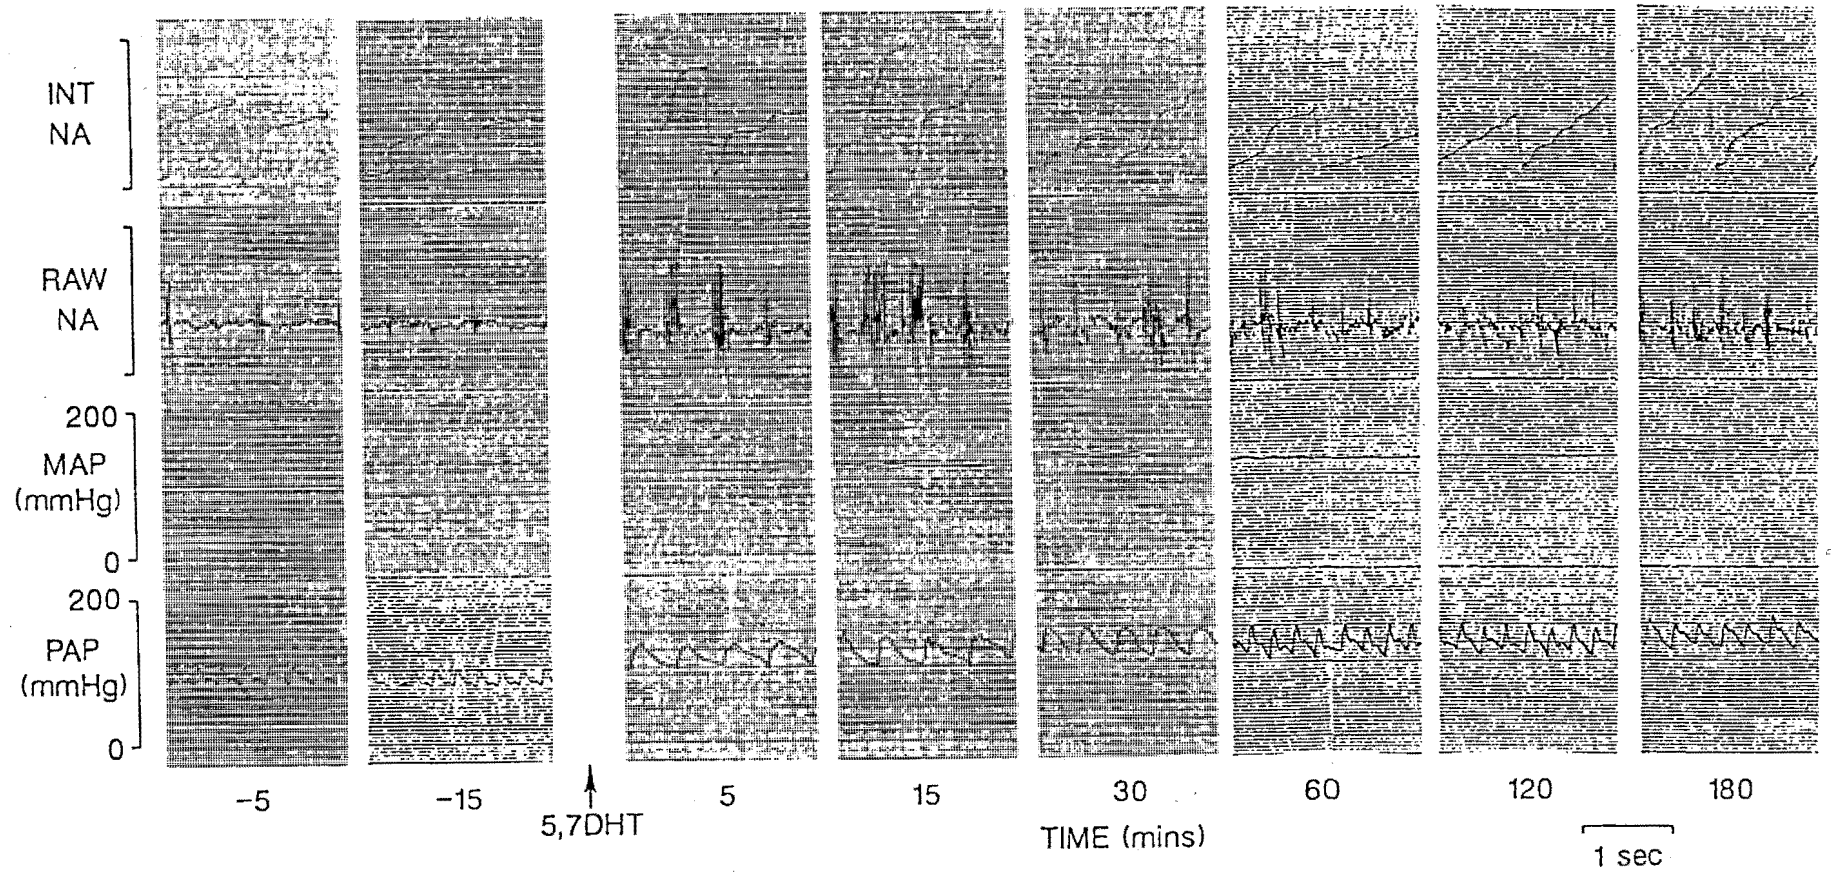 INT
NA
RAW
NA
200
MAP
(mmHg)
0
200
PAP
(mmHg)
0
-5
-15
5,7DHT
5
15
30
60
120
180
TIME (mins)
1 sec